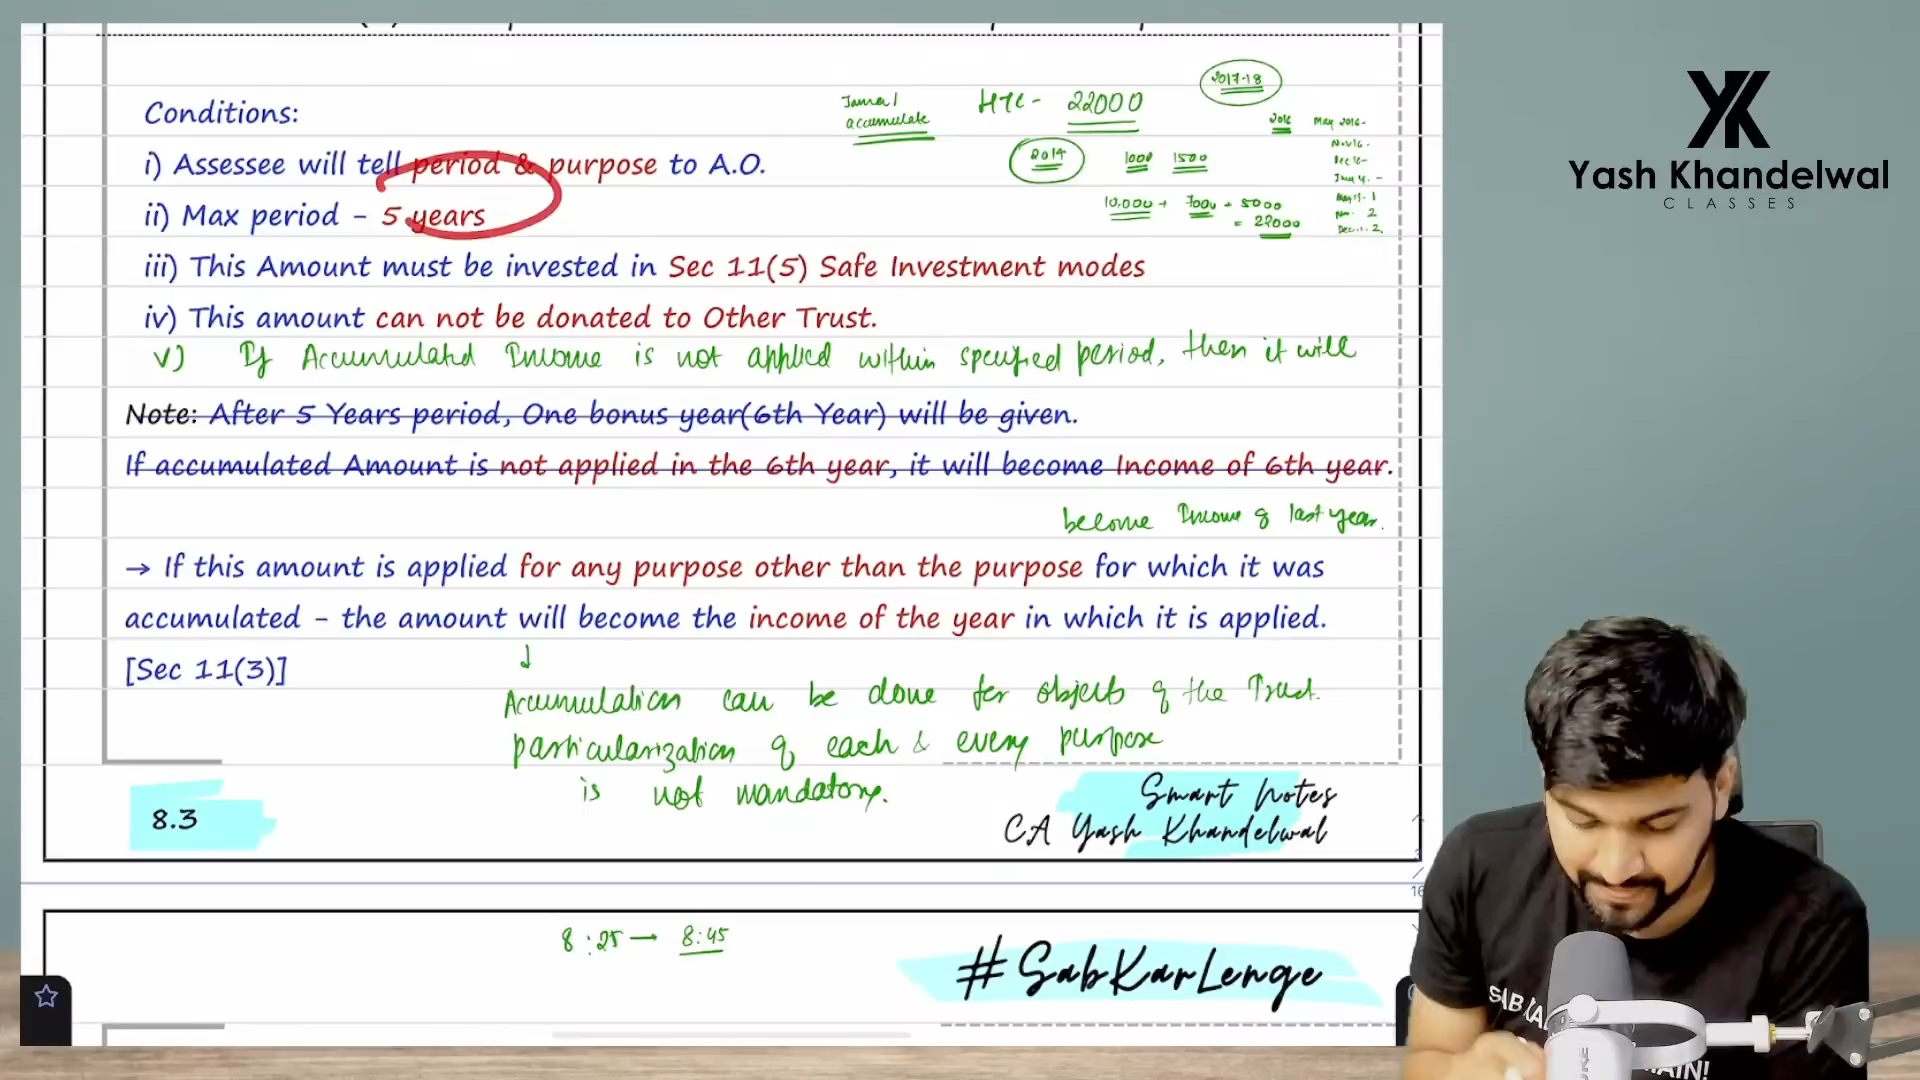 Conditions:
i) Assessee will tell period & purpose to A.O.
ii) Max period - 5 years
iii) This Amount must be invested in Sec 11(5) Safe Investment modes
iv) This amount can not be donated to Other Trust.
v) If Accumulated Income is not applied within specified period, then it will
Note: After 5 Years period, One bonus year(6th Year) will be given.
If accumulated Amount is not applied in the 6th year, it will become Income of 6th year.
become Income of last year.
→ If this amount is applied for any purpose other than the purpose for which it was
accumulated - the amount will become the income of the year in which it is applied.
[Sec 11(3)]
Accumulation can be done for objects of the Trust.
particularization of each & every purpose
is not mandatory.
accumulate
22000
2017-18
2014 1000 1500
2016 May 2016-
10,000 + 7000 + 5000
= 22000
8.3
Smart Notes
CA Yash Khandelwal
8:25 → 8:45
#SabKarLenge
YK
Yash Khandelwal
CLASSES